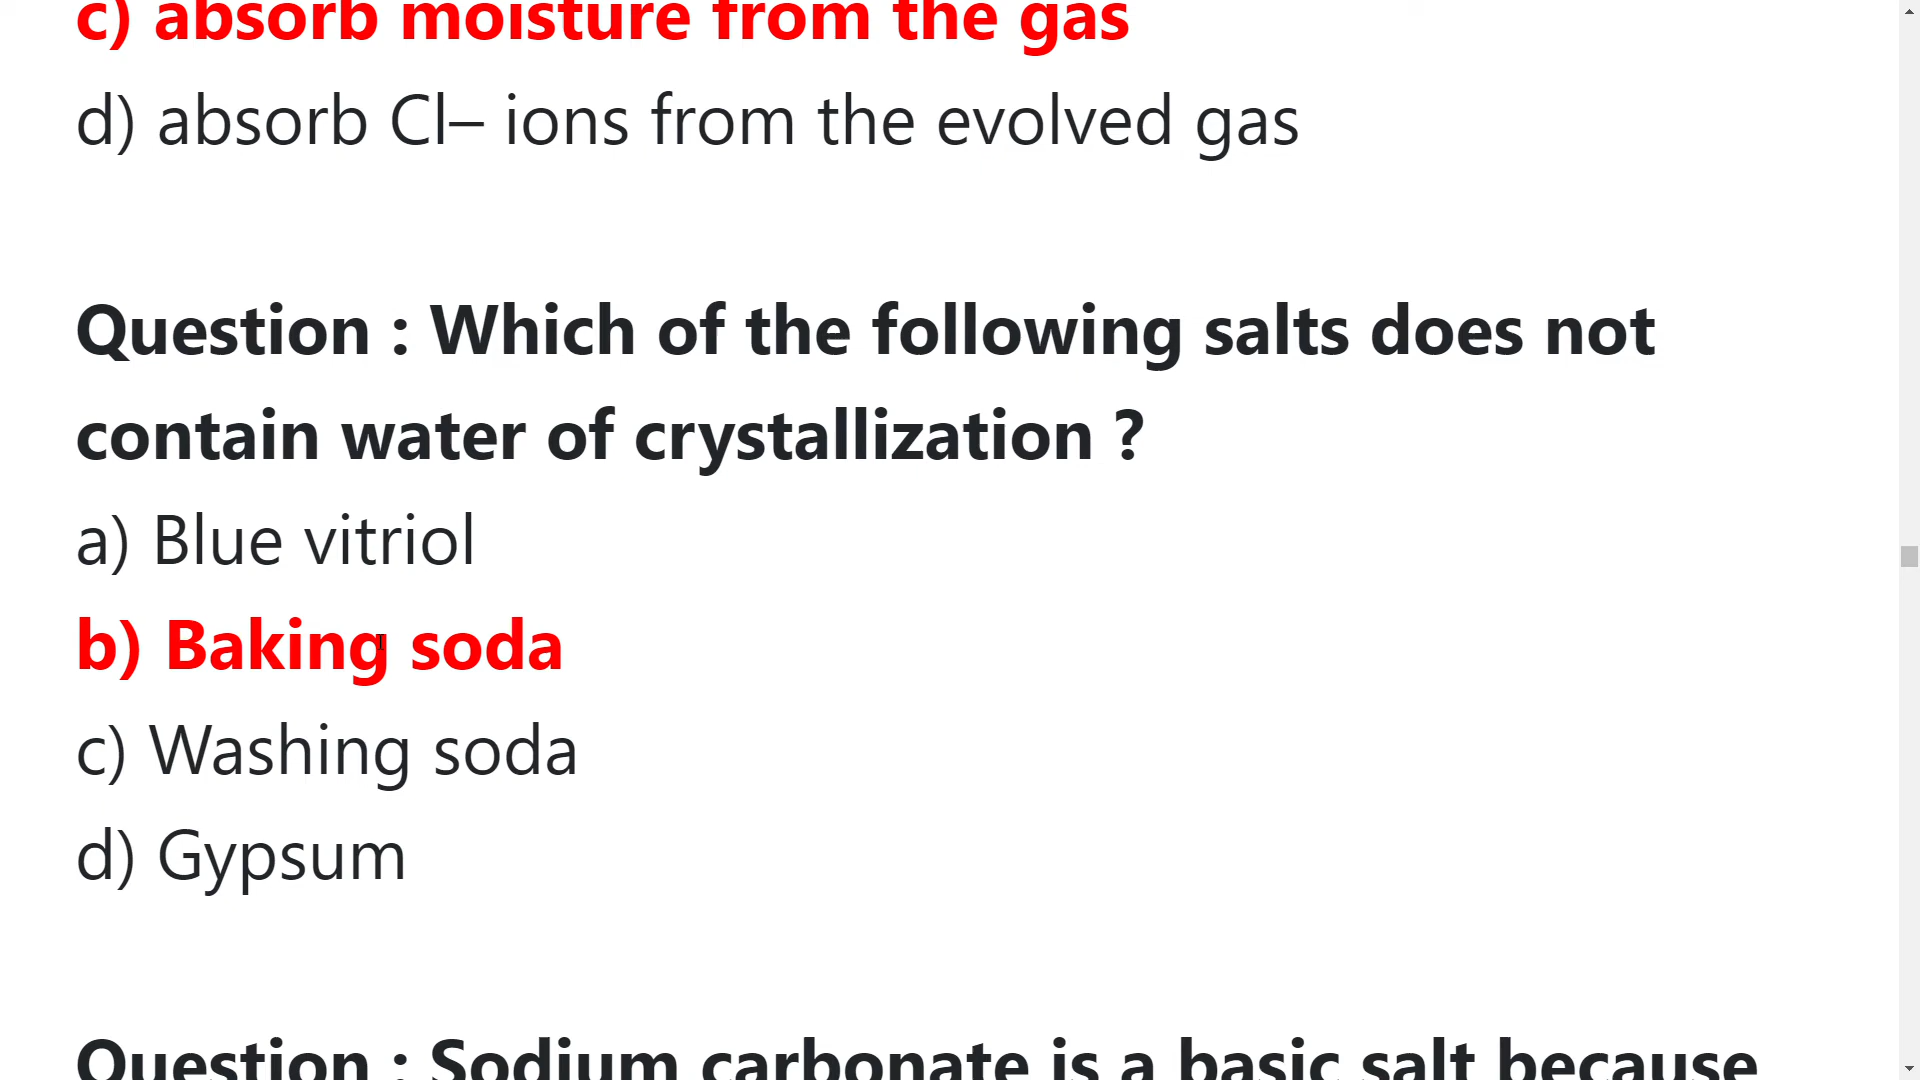 c) absorb moisture from the gas
d) absorb Cl– ions from the evolved gas
Question : Which of the following salts does not
contain water of crystallization ?
a) Blue vitriol
b) Baking soda
c) Washing soda
d) Gypsum
Question : Sodium carbonate is a basic salt because